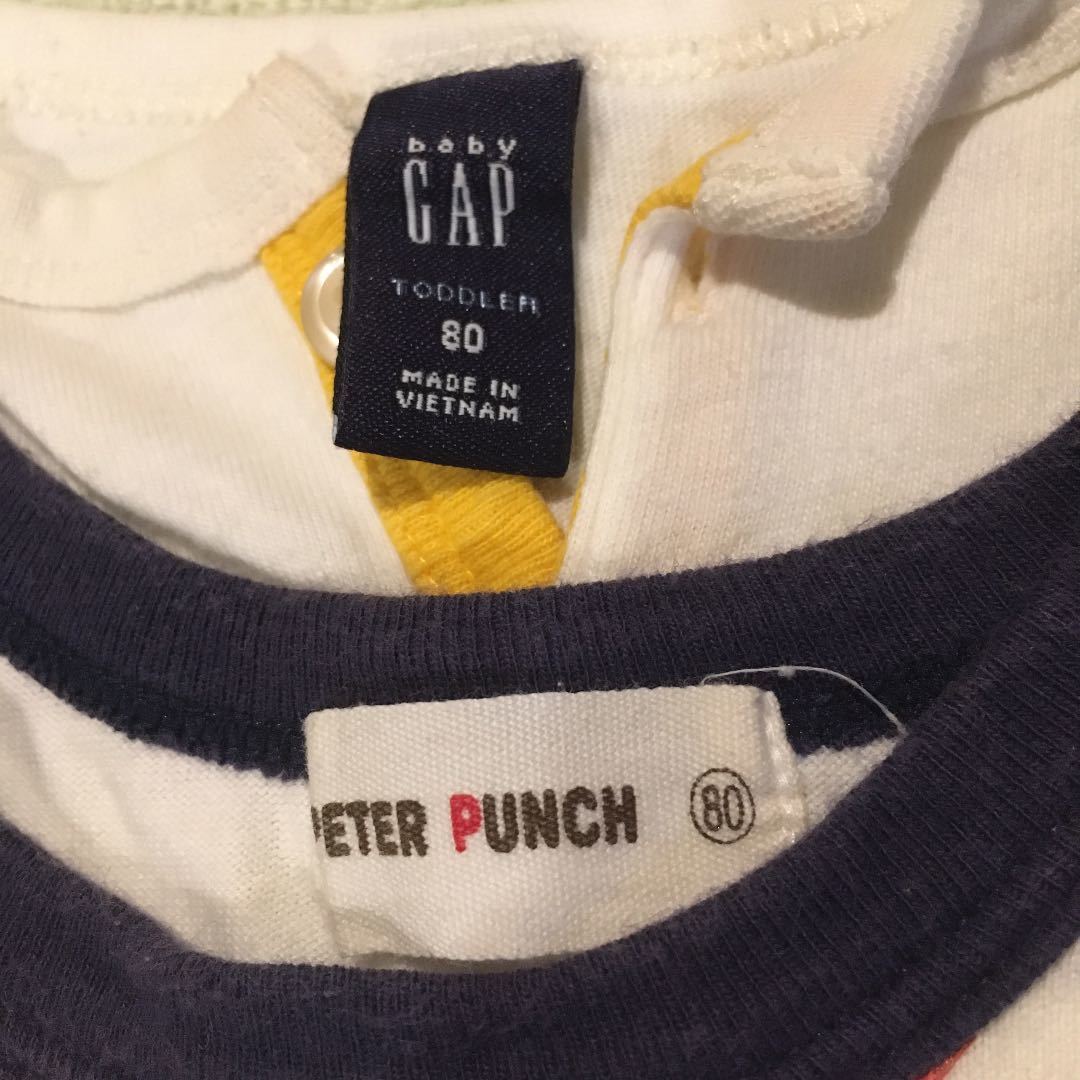 baby
GAP
TODDLER
80
MADE IN
VIETNAM
PETER PUNCH 80